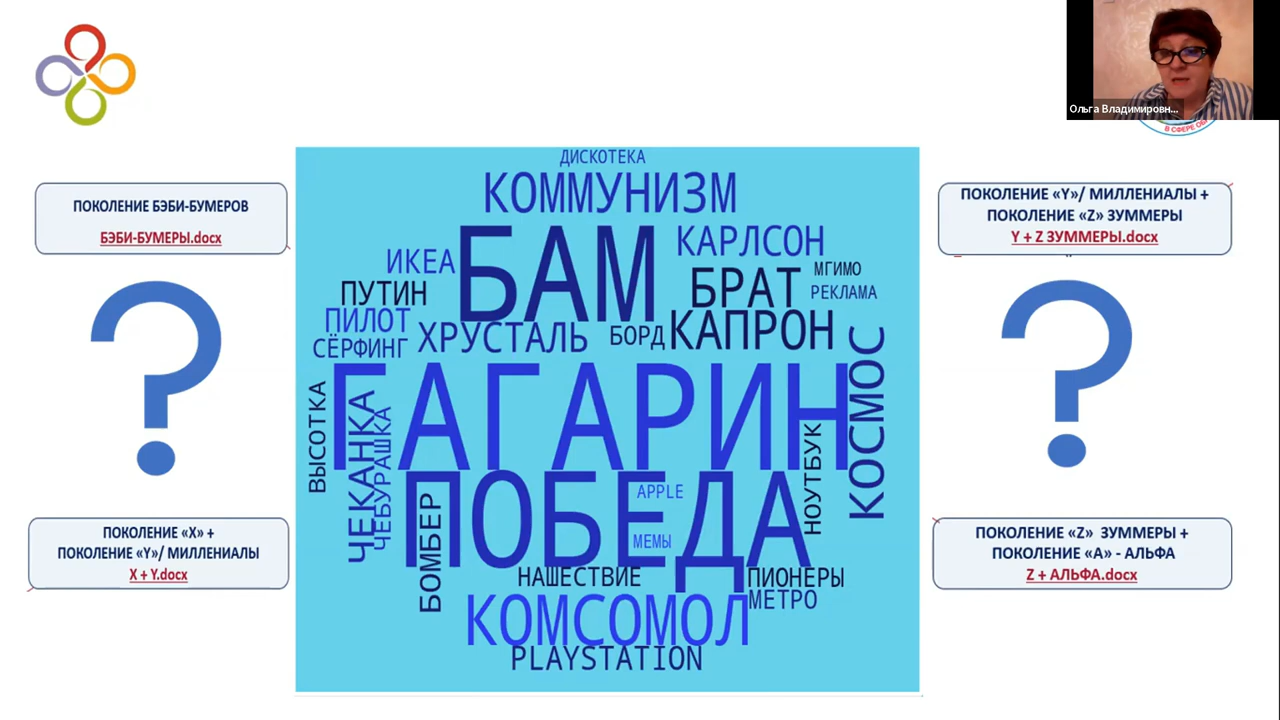 Ольга Владимировн...
В СФЕРЕ ОБ
ПОКОЛЕНИЕ БЭБИ-БУМЕРОВ
БЭБИ-БУМЕРЫ.docx
ПОКОЛЕНИЕ «Y»/ МИЛЛЕНИАЛЫ +
ПОКОЛЕНИЕ «Z» ЗУММЕРЫ
Y + Z ЗУММЕРЫ.docx
ДИСКОТЕКА
КОММУНИЗМ
БАМ
КАРЛСОН
ИКЕА
БРАТ
МГИМО
ПУТИН
РЕКЛАМА
ПИЛОТ
ХРУСТАЛЬ
БОРД
КАПРОН
СЁРФИНГ
КОСМОС
ГАГАРИН
ВЫСОТКА
ЧЕКАНКА
ЧЕБУРАШКА
НОУТБУК
ПОБЕДА
APPLE
БОМБЕР
МЕМЫ
НАШЕСТВИЕ
ПИОНЕРЫ
МЕТРО
КОМСОМОЛ
PLAYSTATION
?
?
ПОКОЛЕНИЕ «X» +
ПОКОЛЕНИЕ «Y»/ МИЛЛЕНИАЛЫ
X + Y.docx
ПОКОЛЕНИЕ «Z» ЗУММЕРЫ +
ПОКОЛЕНИЕ «А» - АЛЬФА
Z + АЛЬФА.docx